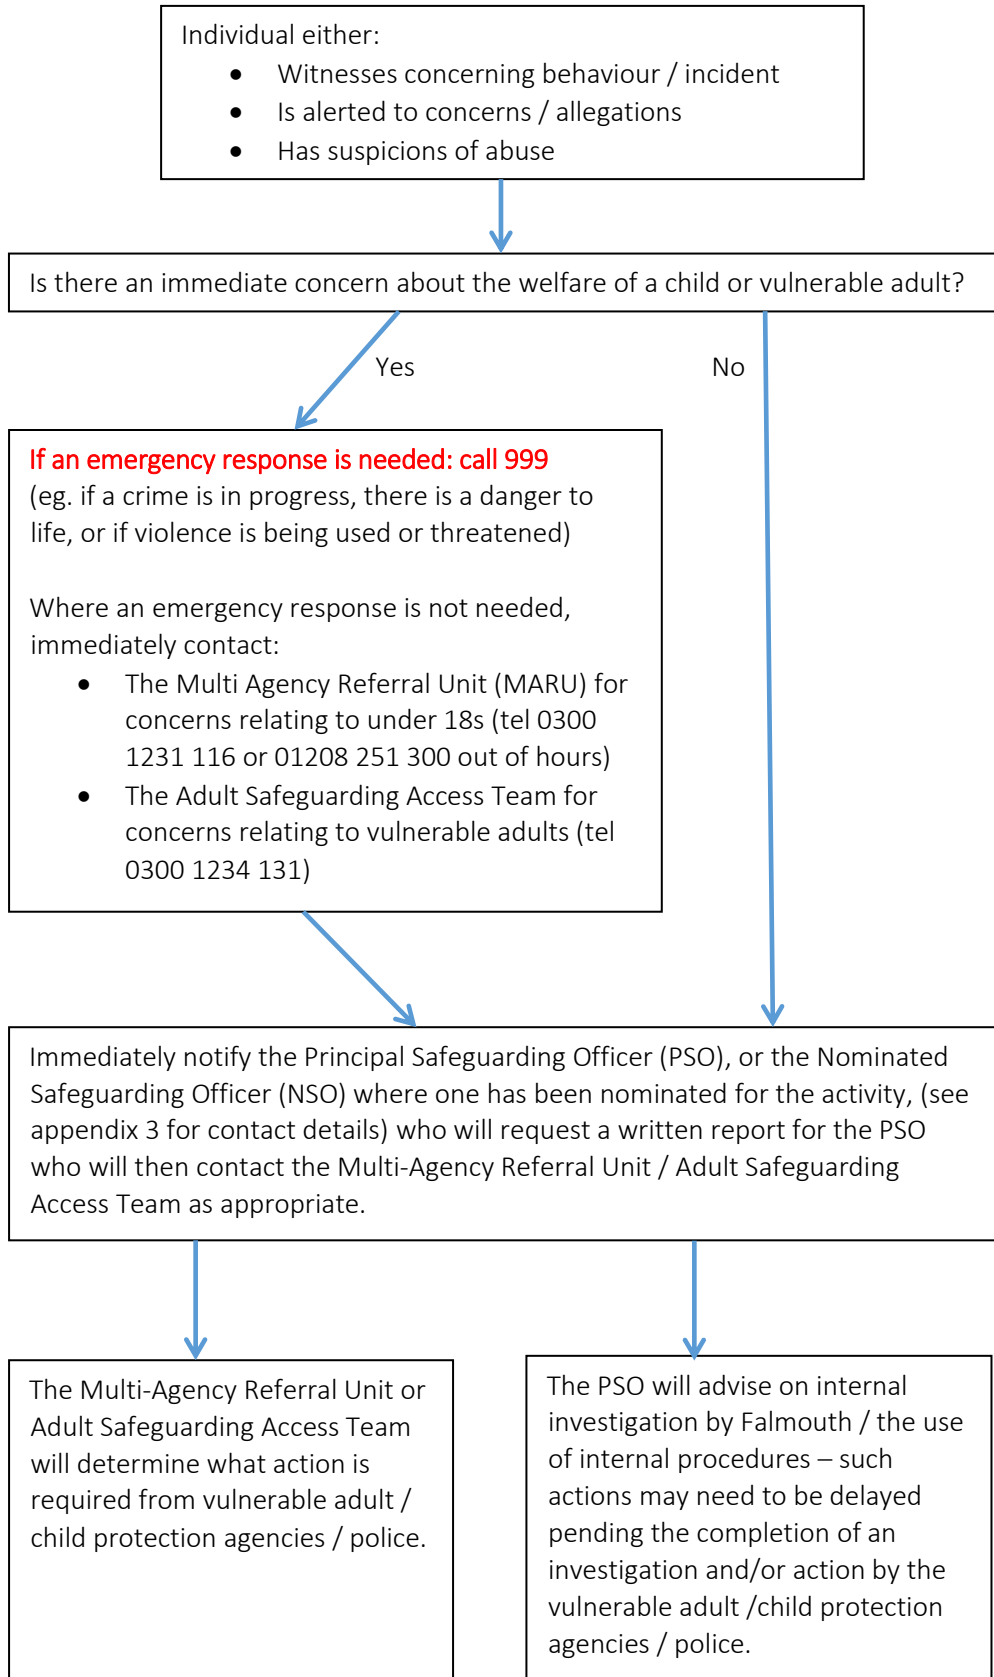 Individual either:
• Witnesses concerning behaviour / incident
• Is alerted to concerns / allegations
• Has suspicions of abuse
Is there an immediate concern about the welfare of a child or vulnerable adult?
Yes
No
If an emergency response is needed: call 999
(eg. if a crime is in progress, there is a danger to
life, or if violence is being used or threatened)
Where an emergency response is not needed,
immediately contact:
• The Multi Agency Referral Unit (MARU) for
concerns relating to under 18s (tel 0300
1231 116 or 01208 251 300 out of hours)
• The Adult Safeguarding Access Team for
concerns relating to vulnerable adults (tel
0300 1234 131)
Immediately notify the Principal Safeguarding Officer (PSO), or the Nominated
Safeguarding Officer (NSO) where one has been nominated for the activity, (see
appendix 3 for contact details) who will request a written report for the PSO
who will then contact the Multi-Agency Referral Unit / Adult Safeguarding
Access Team as appropriate.
The Multi-Agency Referral Unit or
Adult Safeguarding Access Team
will determine what action is
required from vulnerable adult /
child protection agencies / police.
The PSO will advise on internal
investigation by Falmouth / the use
of internal procedures – such
actions may need to be delayed
pending the completion of an
investigation and/or action by the
vulnerable adult /child protection
agencies / police.